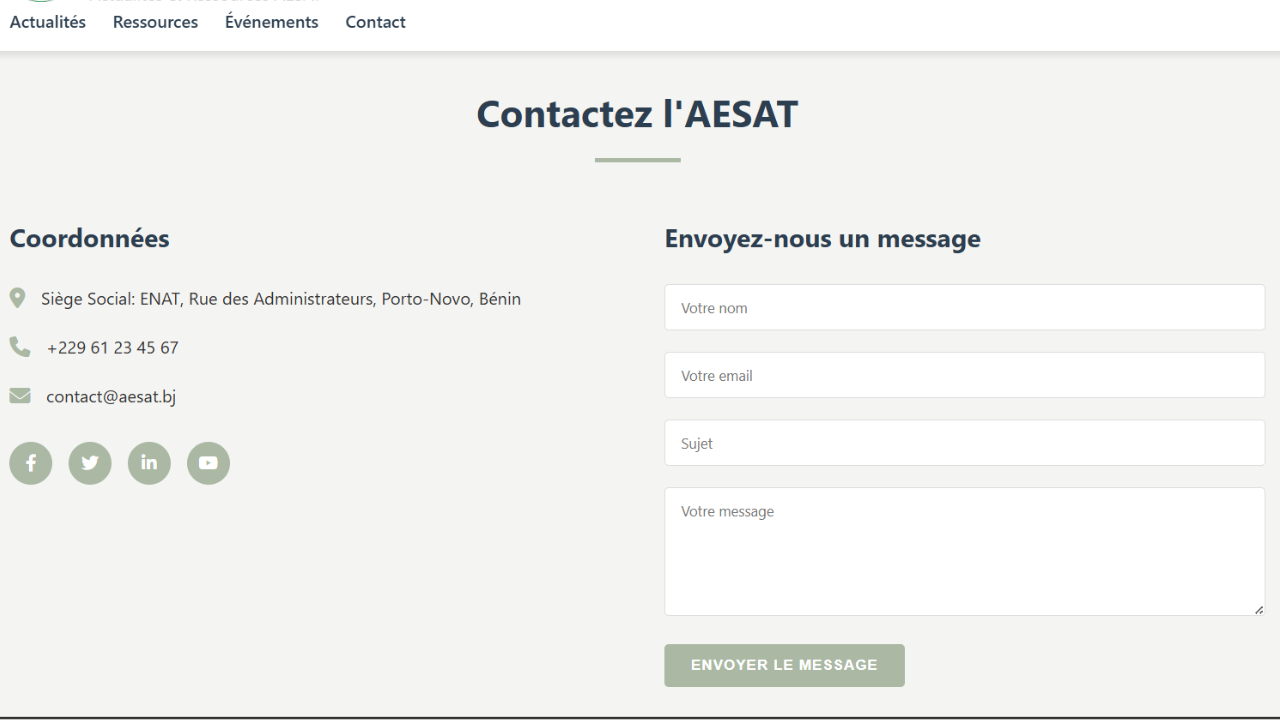 Actualités Ressources Événements Contact
Contactez l'AESAT
Coordonnées
Siège Social: ENAT, Rue des Administrateurs, Porto-Novo, Bénin
+229 61 23 45 67
contact@aesat.bj
Envoyez-nous un message
Votre nom
Votre email
Sujet
Votre message
ENVOYER LE MESSAGE